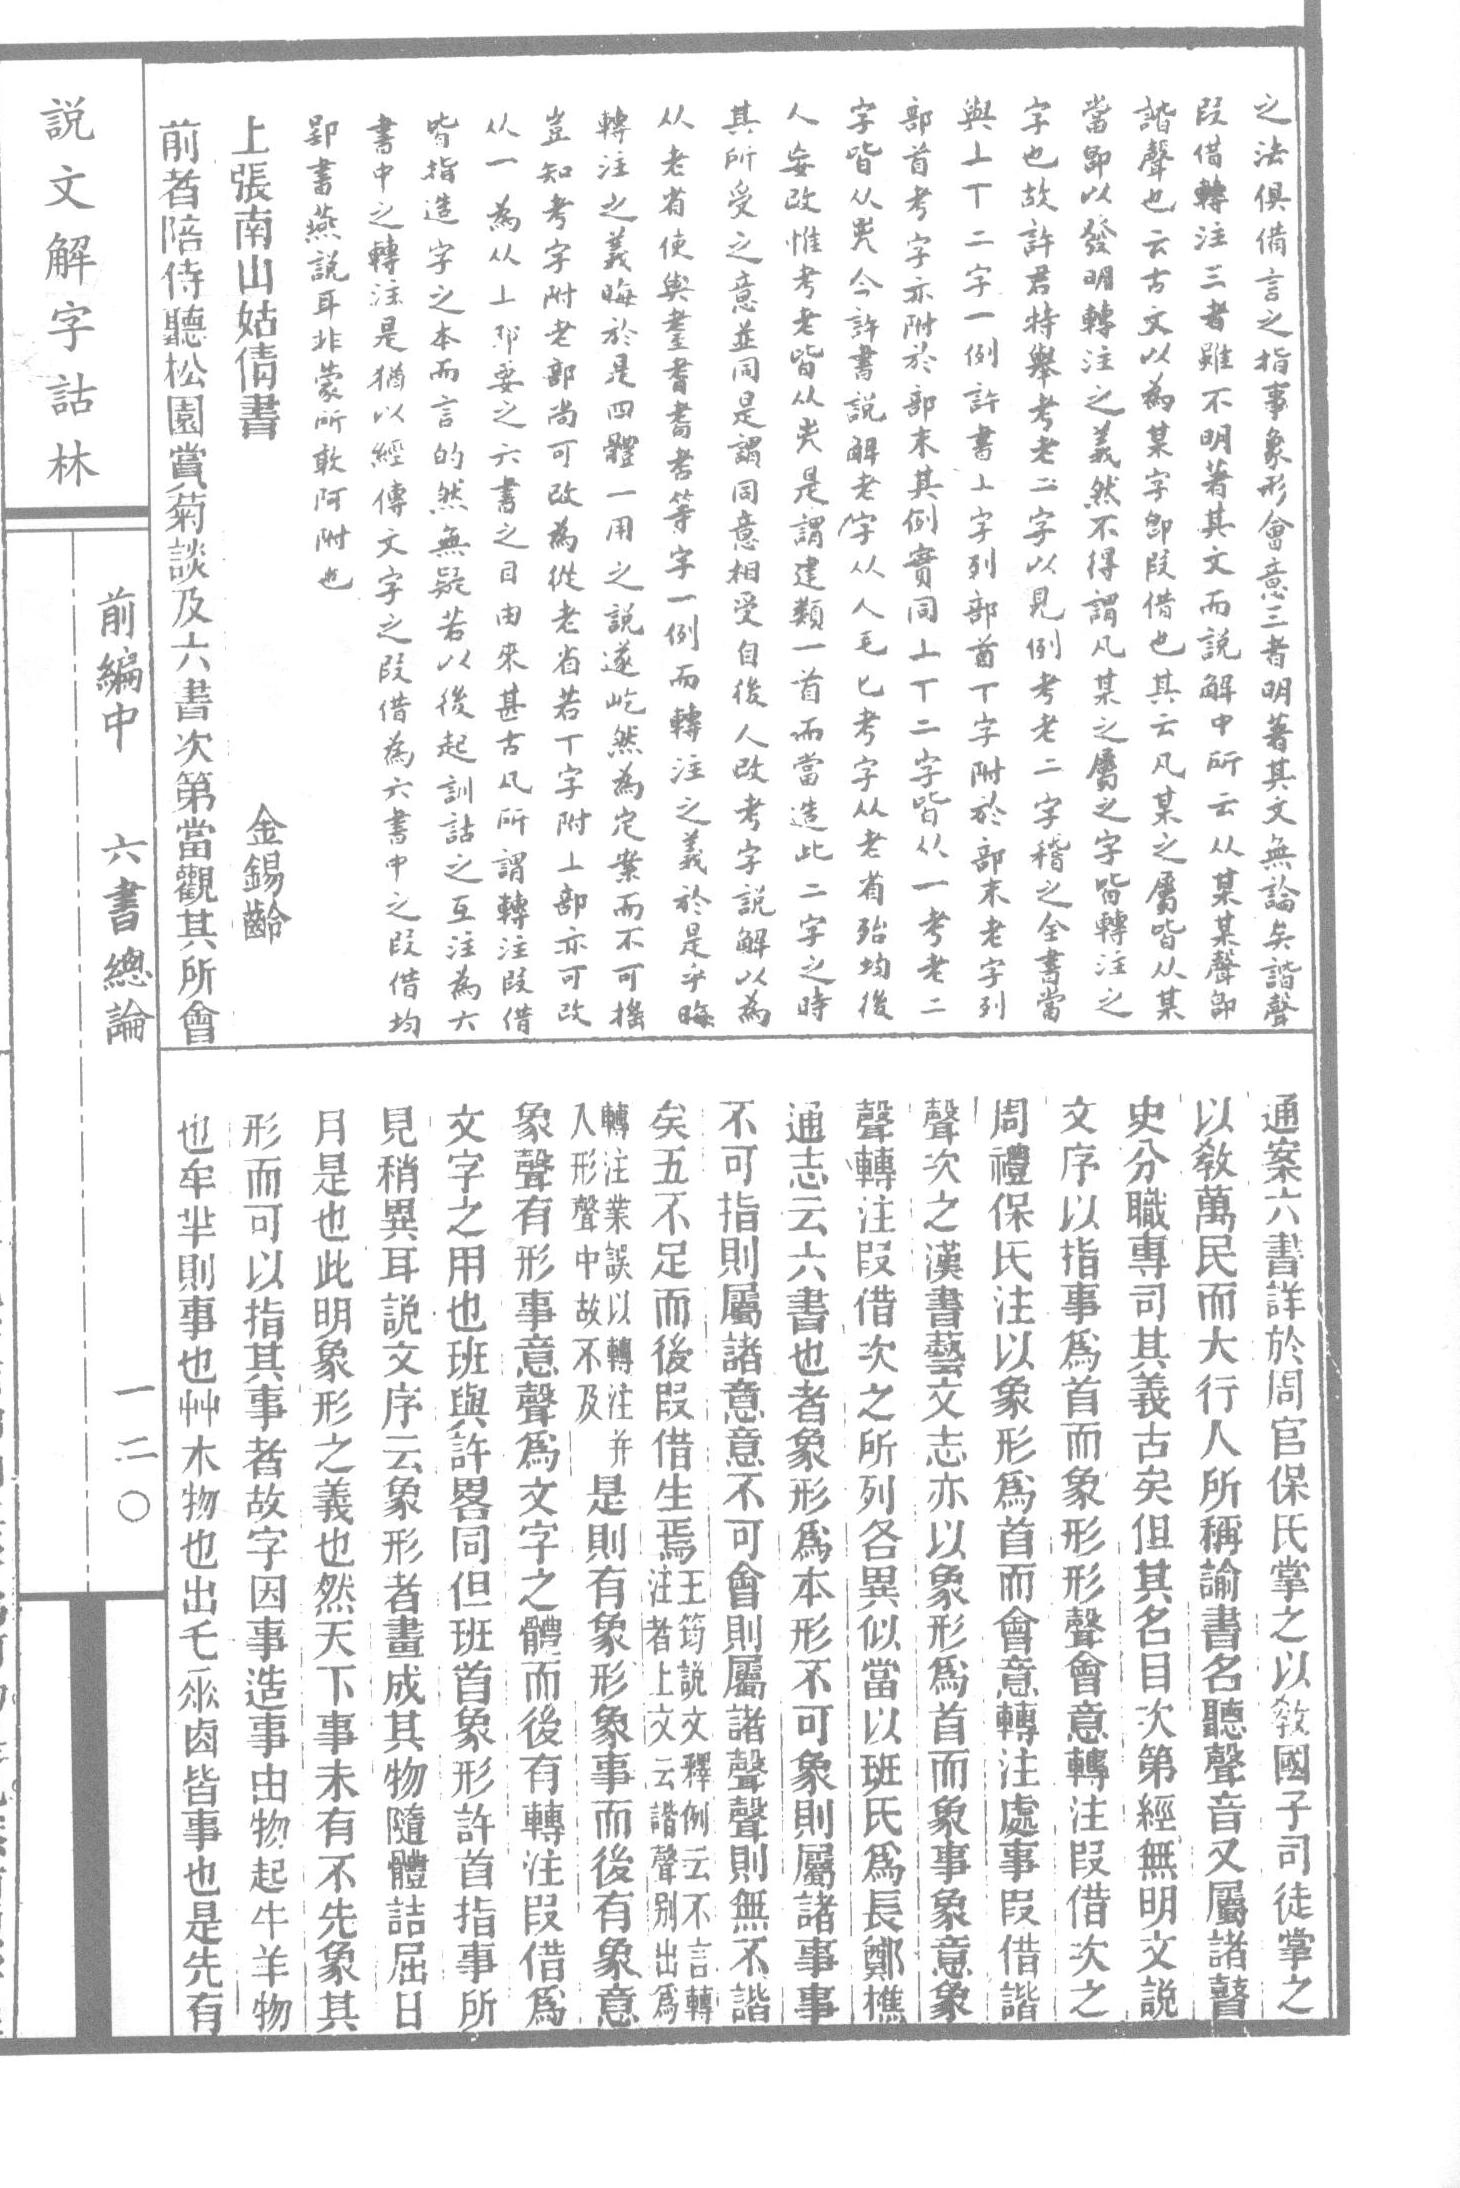 之法俱備言之指事象形會意三者明著其文無論矣諧聲
叚借轉注三者雖不明著其文而說解中所云从某某聲即
諧聲也云古文以為某字即叚借也其云凡某之屬皆从某
當即以發明轉注之義然不得謂凡某之屬之字皆轉注之
字也故許君特舉考老二字以見例考老二字稽之全書當
與上丅二字一例許書上字列部首丅字附於部末老字列
部首考字亦附於部末其例實同上丅二字皆从一考老二
字皆从耂今許書說解老字从人毛匕考字从老省殆均後
人妄改惟考老皆从耂是謂建類一首而當造此二字之時
其所受之意並同是謂同意相受自後人改考字說解以為
从老省使與耋耆耇耉等字一例而轉注之義於是乎晦
轉注之義晦於是四體一用之說遂屹然為定案而不可搖
豈知考字附老部尚可改為從老省若丅字附上部亦可改
从一為从上耶要之六書之目由來甚古凡所謂轉注叚借
皆指造字之本而言的然無疑若以後起訓詁之互注為六
書中之轉注是猶以經傳文字之叚借為六書中之叚借均
郢書燕說耳非蒙所敢阿附也
上張南山姑倩書
金錫齡
前者陪侍聽松園賞菊談及六書次第當觀其所會
通案六書詳於周官保氏掌之以敎國子司徒掌之
以敎萬民而大行人所稱諭書名聽聲音又屬諸瞽
史分職專司其義古矣但其名目次第經無明文說
文序以指事爲首而象形形聲會意轉注叚借次之
周禮保氏注以象形爲首而會意轉注處事叚借諧
聲次之漢書藝文志亦以象形爲首而象事象意象
聲轉注叚借次之所列各異似當以班氏爲長鄭樵
通志云六書也者象形爲本形不可象則屬諸事事
不可指則屬諸意意不可會則屬諸聲聲則無不諧
矣五不足而後叚借生焉王筠說文釋例云不言轉注者上文云諧聲別出爲
轉注業誤以轉注并入形聲中故不及是則有象形象事而後有象意
象聲有形事意聲爲文字之體而後有轉注叚借爲
文字之用也班與許畧同但班首象形許首指事所
見稍異耳說文序云象形者畫成其物隨體詰屈日
月是也此明象形之義也然天下事未有不先象其
形而可以指其事者故字因事造事由物起牛羊物
也牟羋則事也艸木物也出乇𠂹卤皆事也是先有
說文解字詁林
前編中　六書總論
一二〇